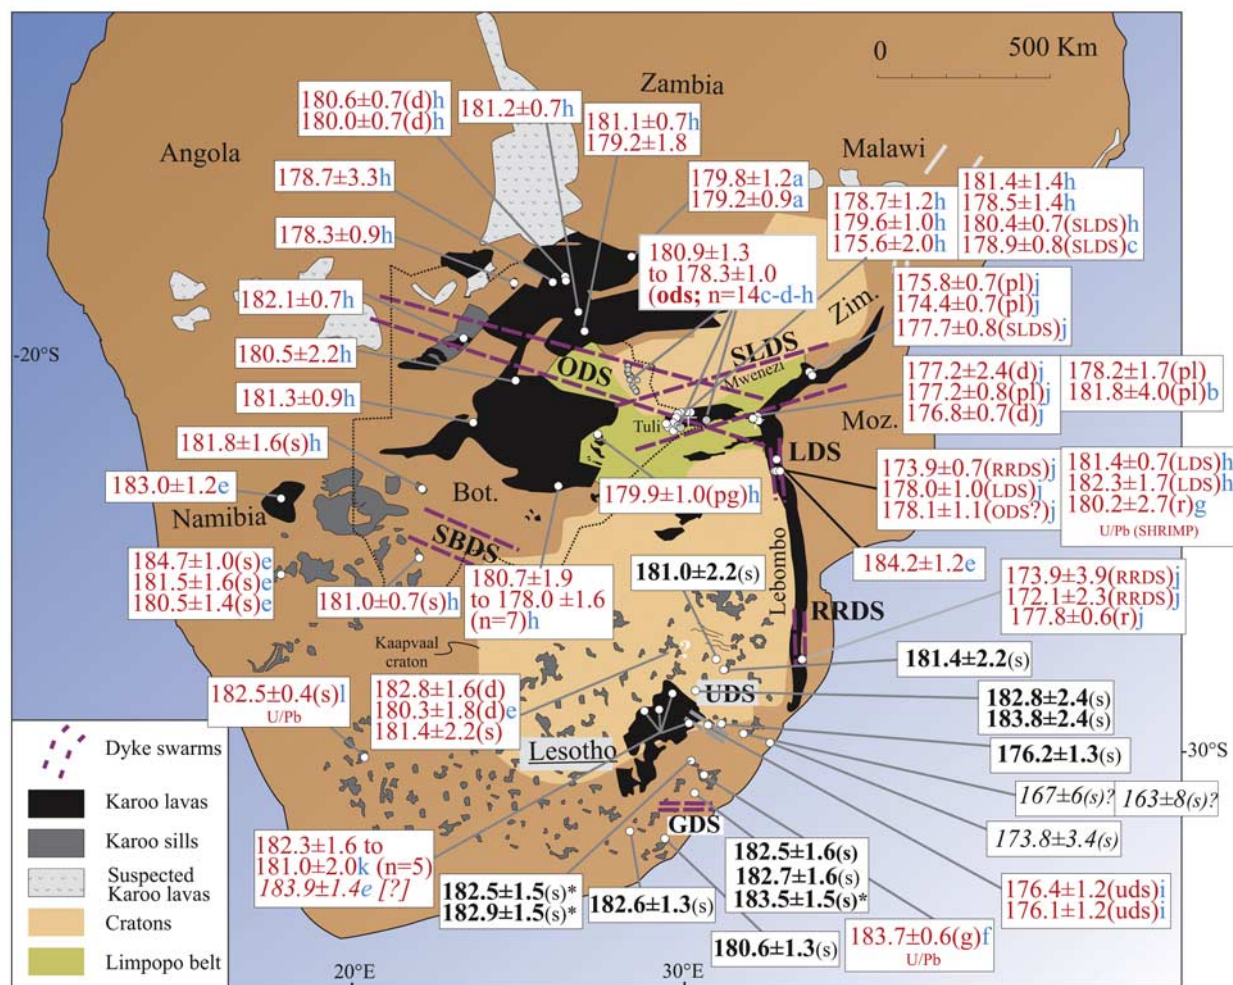 0 500 Km
Zambia
Angola
Malawi
180.6±0.7(d)h
180.0±0.7(d)h
181.2±0.7h
181.1±0.7h
179.2±1.8
178.7±3.3h
179.8±1.2a
179.2±0.9a
178.7±1.2h
179.6±1.0h
175.6±2.0h
181.4±1.4h
178.5±1.4h
180.4±0.7(SLDS)h
178.9±0.8(SLDS)c
178.3±0.9h
180.9±1.3
to 178.3±1.0
(ods; n=14c-d-h
175.8±0.7(pl)j
174.4±0.7(pl)j
177.7±0.8(SLDS)j
Zim.
182.1±0.7h
-20°S
180.5±2.2h
ODS
SLDS
Mwenezi
177.2±2.4(d)j
177.2±0.8(pl)j
176.8±0.7(d)j
178.2±1.7(pl)
181.8±4.0(pl)b
181.3±0.9h
Tuli
Moz.
181.8±1.6(s)h
LDS
183.0±1.2e
Namibia
Bot.
179.9±1.0(pg)h
173.9±0.7(RRDS)j
178.0±1.0(LDS)j
178.1±1.1(ODS?)j
181.4±0.7(LDS)h
182.3±1.7(LDS)h
180.2±2.7(r)g
U/Pb (SHRIMP)
SBDS
184.7±1.0(s)e
181.5±1.6(s)e
180.5±1.4(s)e
181.0±0.7(s)h
180.7±1.9
to 178.0 ±1.6
(n=7)h
181.0±2.2(s)
Lebombo
184.2±1.2e
RRDS
173.9±3.9(RRDS)j
172.1±2.3(RRDS)j
177.8±0.6(r)j
Kaapvaal
craton
?
181.4±2.2(s)
182.5±0.4(s)l
U/Pb
182.8±1.6(d)
180.3±1.8(d)e
181.4±2.2(s)
UDS
182.8±2.4(s)
183.8±2.4(s)
Lesotho
176.2±1.3(s)
-30°S
167±6(s)?
163±8(s)?
173.8±3.4(s)
GDS
182.3±1.6 to
181.0±2.0k (n=5)
183.9±1.4e [?]
182.5±1.5(s)*
182.9±1.5(s)*
182.6±1.3(s)
182.5±1.6(s)
182.7±1.6(s)
183.5±1.5(s)*
176.4±1.2(uds)i
176.1±1.2(uds)i
180.6±1.3(s)
183.7±0.6(g)f
U/Pb
Dyke swarms
Karoo lavas
Karoo sills
Suspected
Karoo lavas
Cratons
Limpopo belt
20°E
30°E